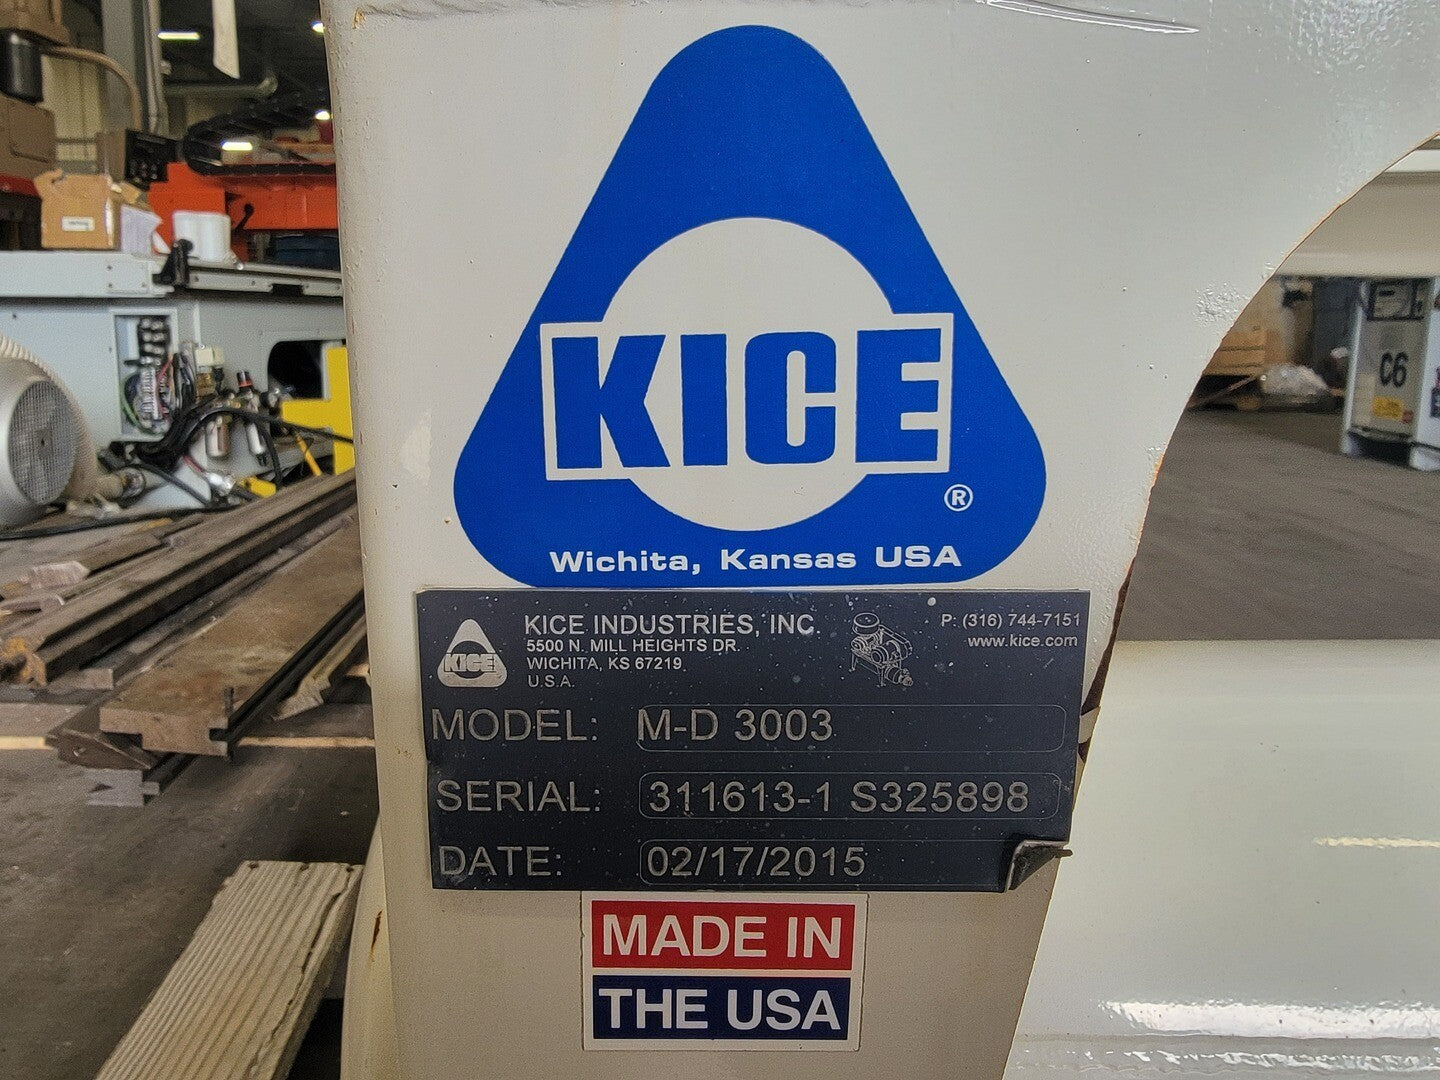 KICE
®
Wichita, Kansas USA
KICE
KICE INDUSTRIES, INC.
5500 N. MILL HEIGHTS DR.
WICHITA, KS 67219
U.S.A.
P: (316) 744-7151
www.kice.com
MODEL: M-D 3003
SERIAL: 311613-1 S325898
DATE: 02/17/2015
MADE IN
THE USA
C6